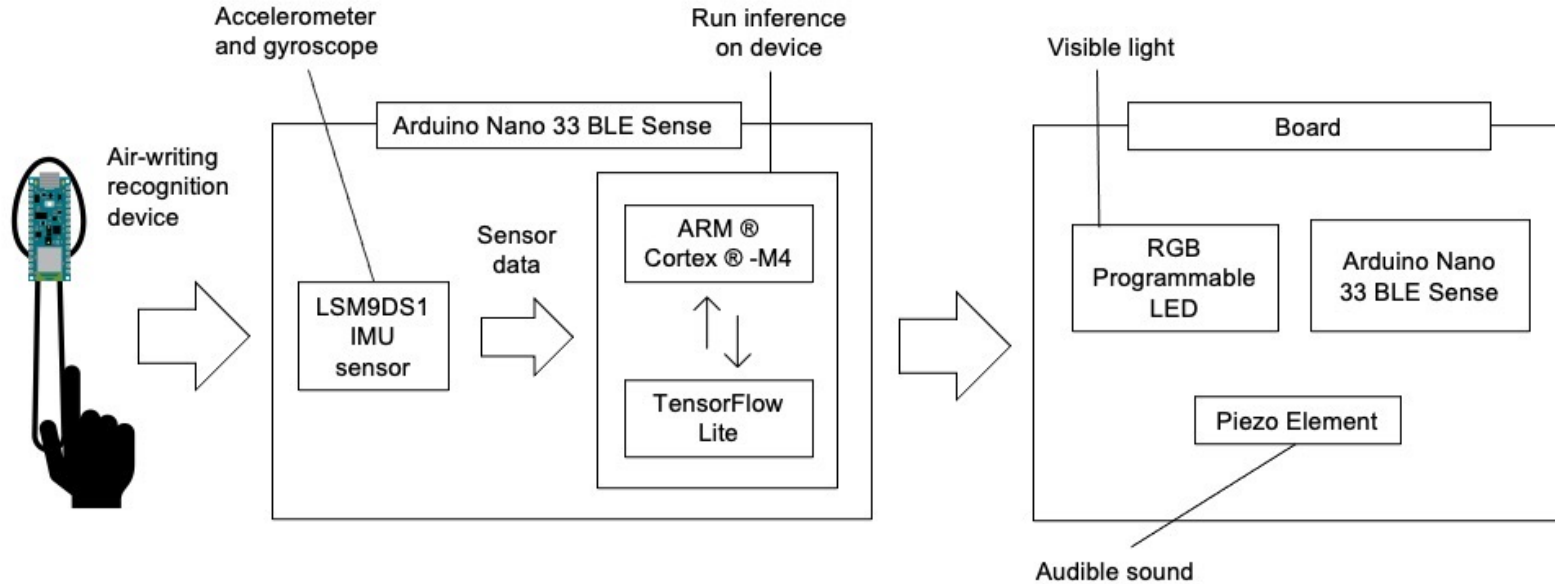 Accelerometer
and gyroscope
Run inference
on device
Visible light
Arduino Nano 33 BLE Sense
Board
Air-writing
recognition
device
Sensor
data
LSM9DS1
IMU
sensor
ARM ®
Cortex ® -M4
TensorFlow
Lite
RGB
Programmable
LED
Arduino Nano
33 BLE Sense
Piezo Element
Audible sound